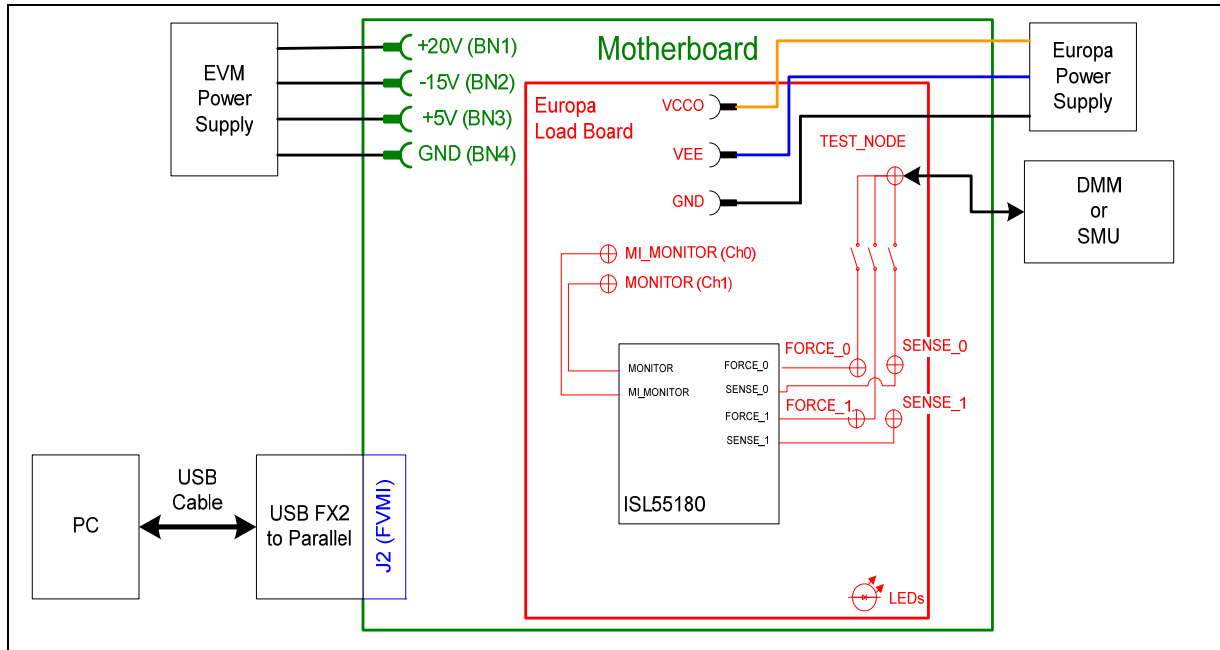 EVM
Power
Supply
+20V (BN1)
-15V (BN2)
+5V (BN3)
GND (BN4)
Motherboard
Europa
Power
Supply
Europa
Load Board
VCCO
VEE
GND
TEST_NODE
DMM
or
SMU
MI_MONITOR (Ch0)
MONITOR (Ch1)
FORCE_0
SENSE_0
FORCE_1
SENSE_1
MONITOR
MI_MONITOR
FORCE_0
SENSE_0
FORCE_1
SENSE_1
ISL55180
PC
USB
Cable
USB FX2
to Parallel
J2 (FVMI)
LEDs